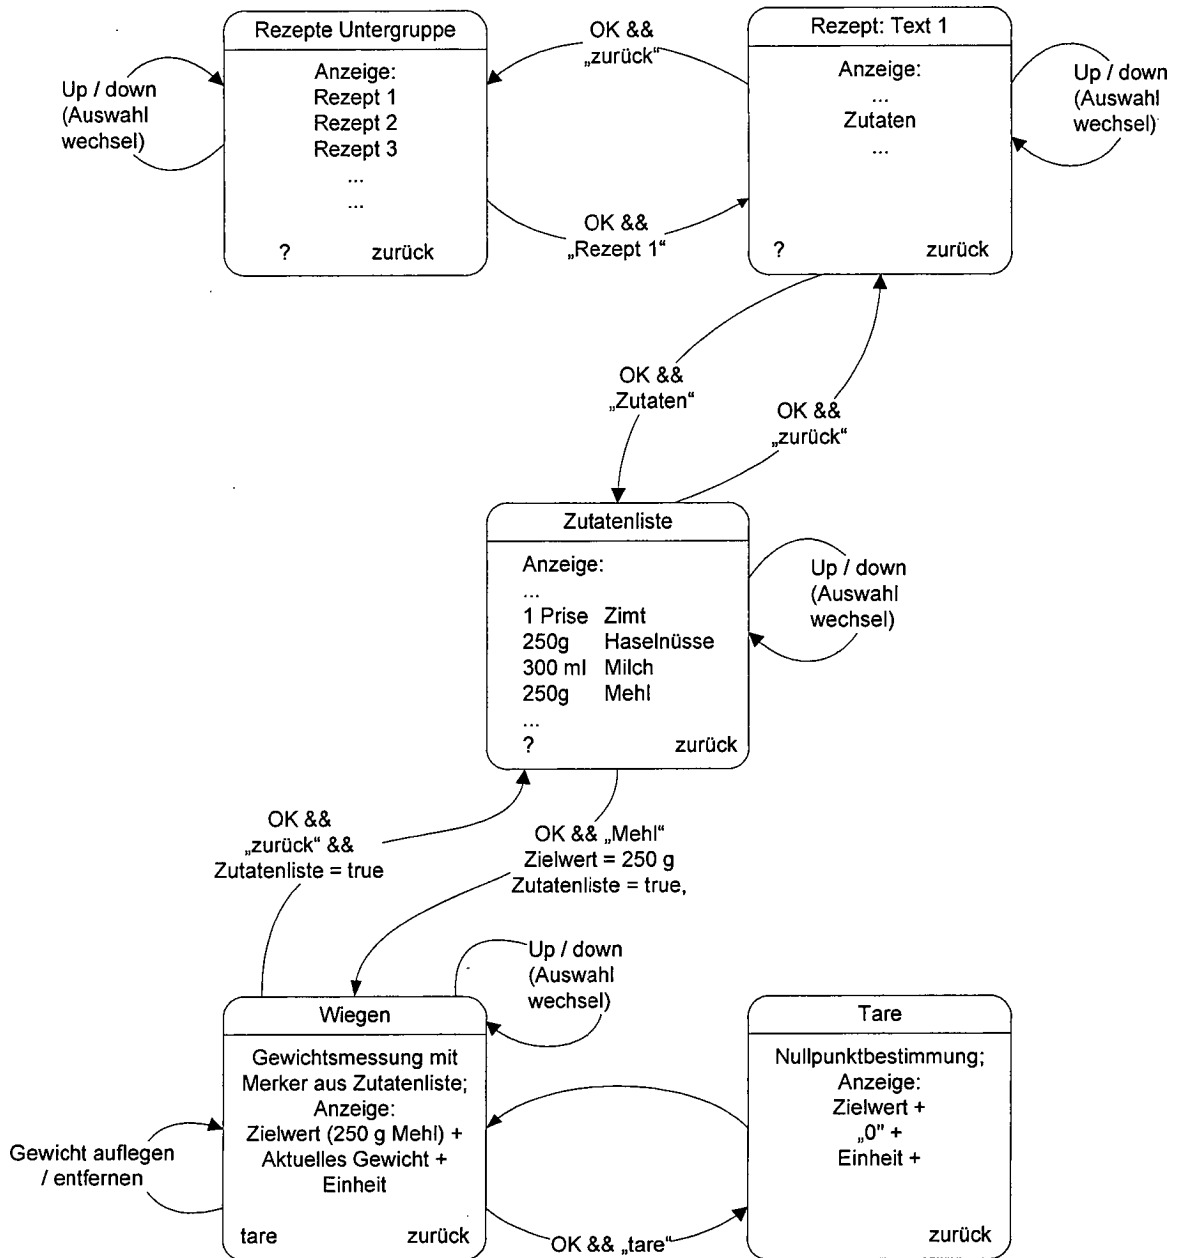 Rezepte Untergruppe
Anzeige:
Rezept 1
Rezept 2
Rezept 3
...
...
?
zurück
Up / down
(Auswahl
wechsel)
OK &&
„zurück“
OK &&
„Rezept 1“
Rezept: Text 1
Anzeige:
...
Zutaten
...
?
zurück
Up / down
(Auswahl
wechsel)
OK &&
„Zutaten“
OK &&
„zurück“
Zutatenliste
Anzeige:
...
1 Prise Zimt
250g Haselnüsse
300 ml Milch
250g Mehl
...
?
zurück
Up / down
(Auswahl
wechsel)
OK &&
„zurück“ &&
Zutatenliste = true
OK && „Mehl“
Zielwert = 250 g
Zutatenliste = true,
Up / down
(Auswahl
wechsel)
Wiegen
Gewichtsmessung mit
Merker aus Zutatenliste;
Anzeige:
Zielwert (250 g Mehl) +
Aktuelles Gewicht +
Einheit
tare
zurück
Gewicht auflegen
/ entfernen
OK && „tare“
Tare
Nullpunktbestimmung;
Anzeige:
Zielwert +
„0" +
Einheit +
zurück